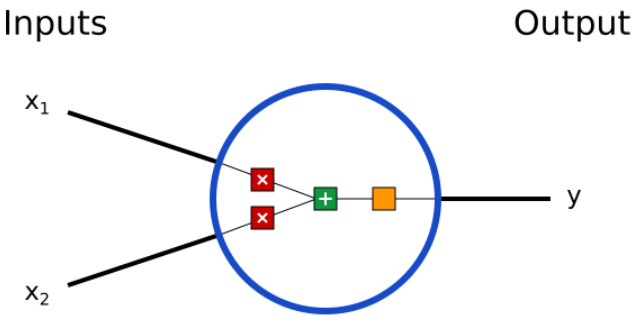 Inputs
Output
x₁
×
+
×
y
x₂